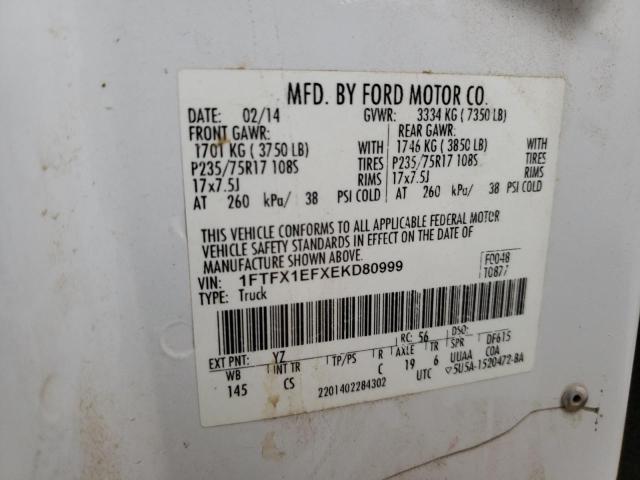 MFD. BY FORD MOTOR CO.
DATE: 02/14 GVWR: 3334 KG ( 7350 LB)
FRONT GAWR: REAR GAWR:
1701 KG ( 3750 LB) WITH 1746 KG ( 3850 LB) WITH
P235/75R17 108S TIRES P235/75R17 108S TIRES
17x7.5J RIMS 17x7.5J RIMS
AT 260 kPa/ 38 PSI COLD AT 260 kPa/ 38 PSI COLD
THIS VEHICLE CONFORMS TO ALL APPLICABLE FEDERAL MOTOR
VEHICLE SAFETY STANDARDS IN EFFECT ON THE DATE OF
MANUFACTURE SHOWN ABOVE.
VIN: 1FTFX1EFXEKD80999 F0048
TYPE: Truck T0877
EXT PNT: YZ RC: 56 DSO:
WB INT TR TP/PS R AXLE TR SPR DF61S
145 CS C 19 6 UUAA COA
2201402284302 UTC ▽5U5A-1520472-BA